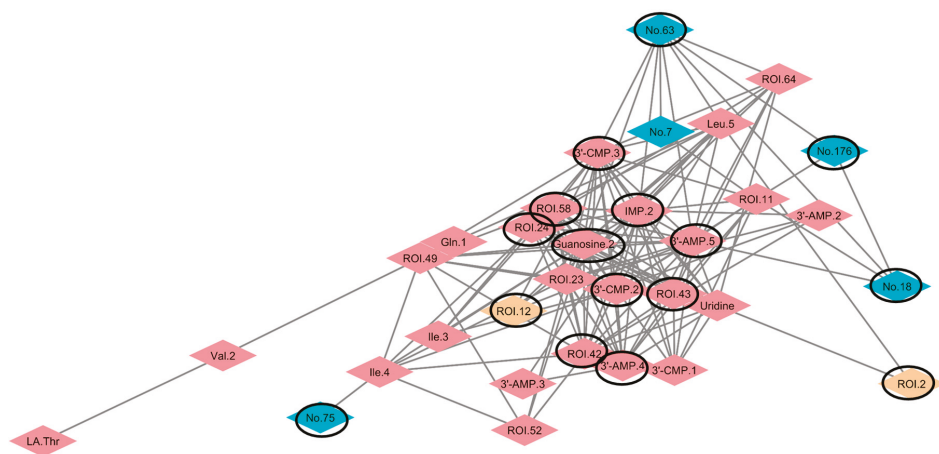 No.63
ROI.64
Leu.5
No.7
3'-CMP.3
No.176
ROI.11
ROI.58
IMP.2
3'-AMP.2
ROI.24
Gln.1
Guanosine.2
3'-AMP.5
ROI.49
ROI.23
3'-CMP.2
ROI.43
No.18
Uridine
ROI.12
Ile.3
Val.2
ROI.42
3'-AMP.4
3'-CMP.1
Ile.4
3'-AMP.3
ROI.2
No.75
ROI.52
LA.Thr